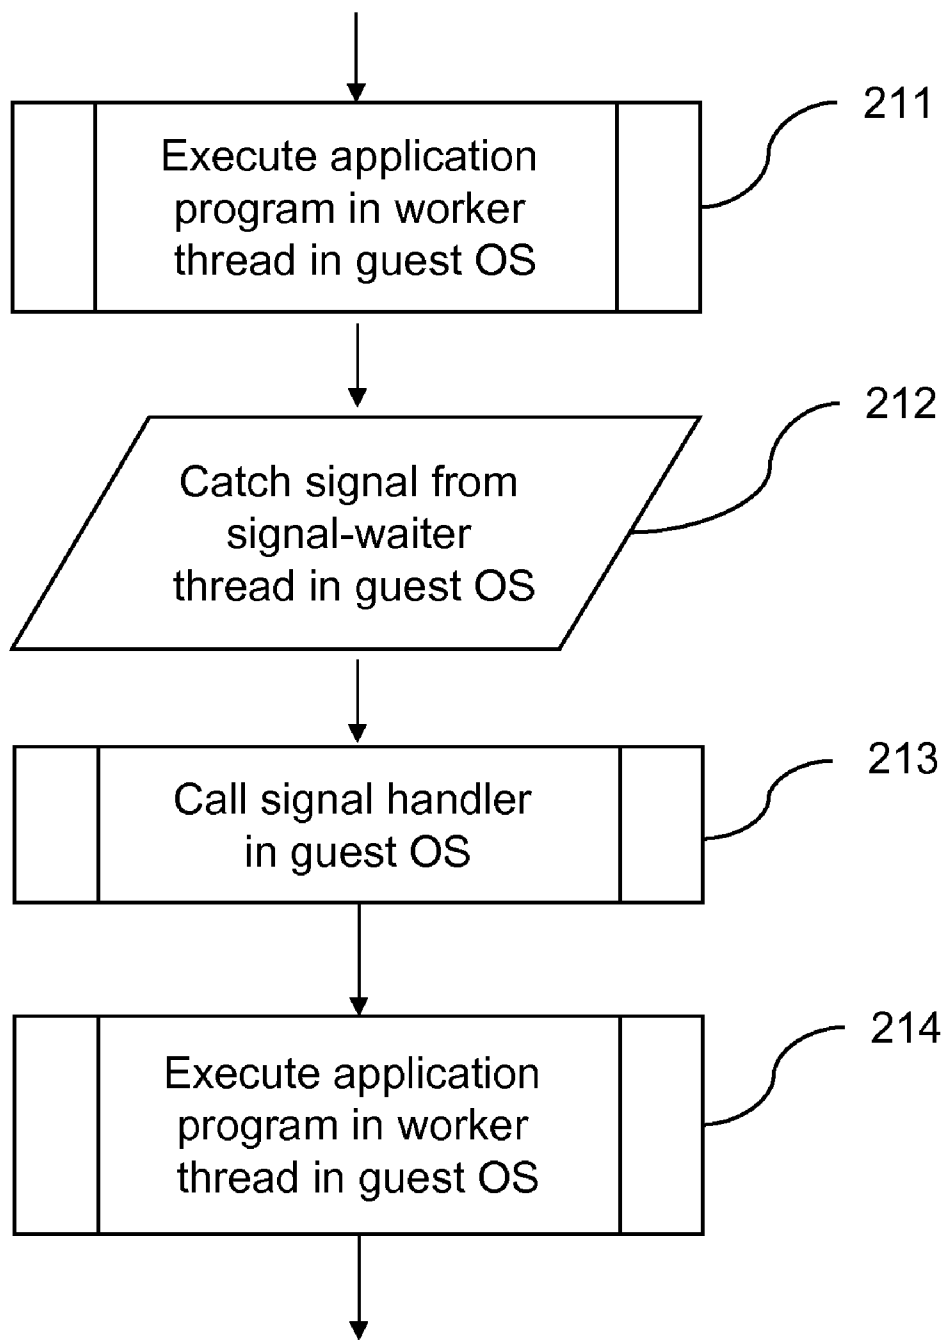 211
Execute application
program in worker
thread in guest OS
212
Catch signal from
signal-waiter
thread in guest OS
213
Call signal handler
in guest OS
214
Execute application
program in worker
thread in guest OS